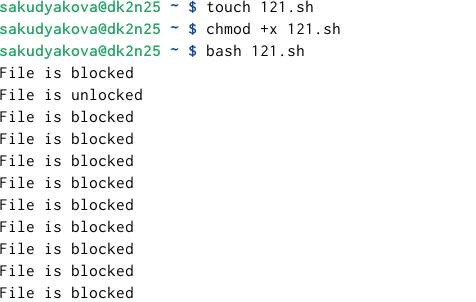 sakudyakova@dk2n25 ~ $ touch 121.sh
sakudyakova@dk2n25 ~ $ chmod +x 121.sh
sakudyakova@dk2n25 ~ $ bash 121.sh
File is blocked
File is unlocked
File is blocked
File is blocked
File is blocked
File is blocked
File is blocked
File is blocked
File is blocked
File is blocked
File is blocked